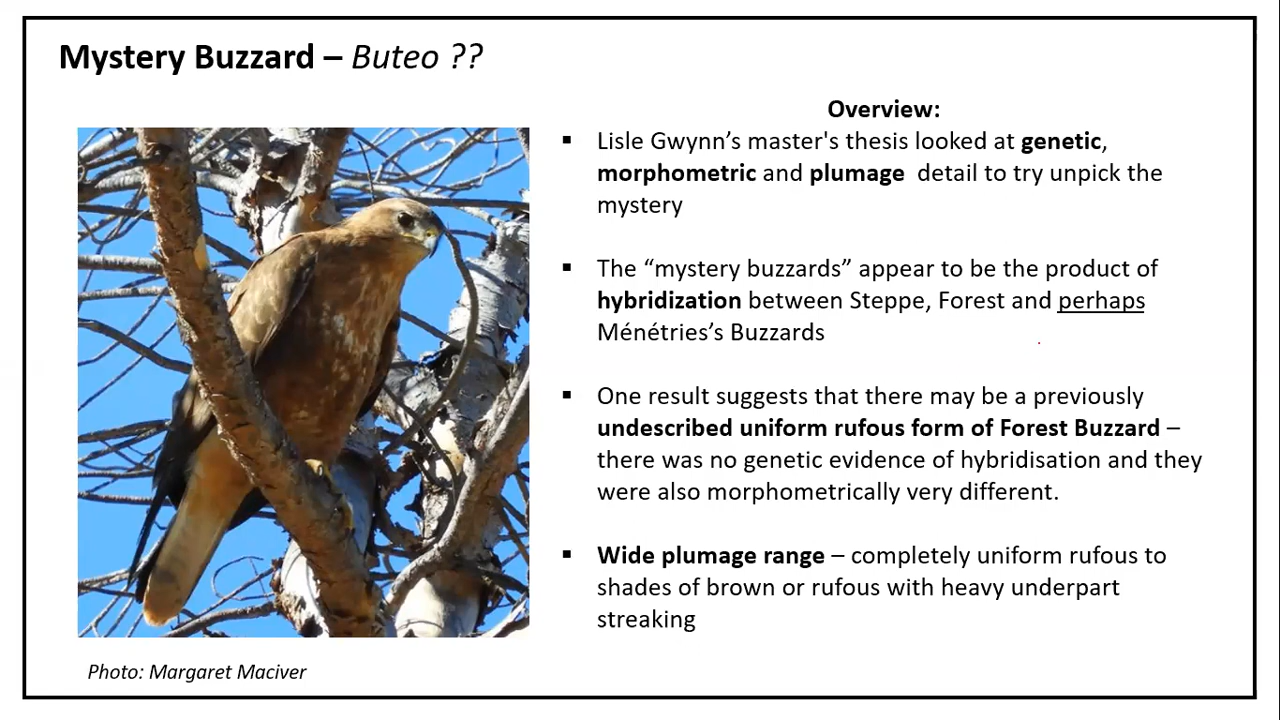 Mystery Buzzard – Buteo ??
Overview:
▪ Lisle Gwynn’s master's thesis looked at genetic,
morphometric and plumage detail to try unpick the
mystery
▪ The “mystery buzzards” appear to be the product of
hybridization between Steppe, Forest and perhaps
Ménétries’s Buzzards
▪ One result suggests that there may be a previously
undescribed uniform rufous form of Forest Buzzard –
there was no genetic evidence of hybridisation and they
were also morphometrically very different.
▪ Wide plumage range – completely uniform rufous to
shades of brown or rufous with heavy underpart
streaking
Photo: Margaret Maciver